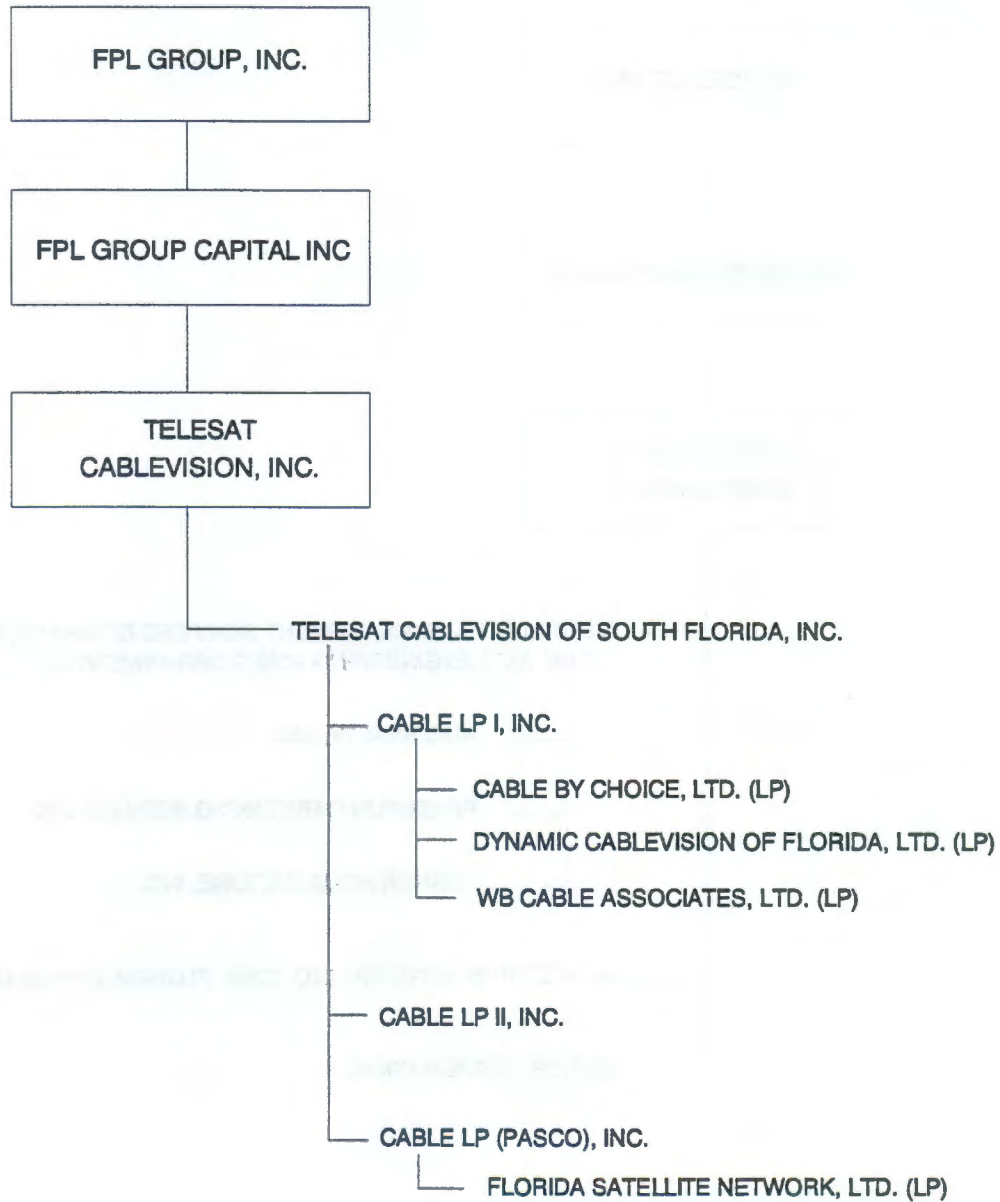 FPL GROUP, INC.
FPL GROUP CAPITAL INC
TELESAT
CABLEVISION, INC.
TELESAT CABLEVISION OF SOUTH FLORIDA, INC.
CABLE LP I, INC.
CABLE BY CHOICE, LTD. (LP)
DYNAMIC CABLEVISION OF FLORIDA, LTD. (LP)
WB CABLE ASSOCIATES, LTD. (LP)
CABLE LP II, INC.
CABLE LP (PASCO), INC.
FLORIDA SATELLITE NETWORK, LTD. (LP)